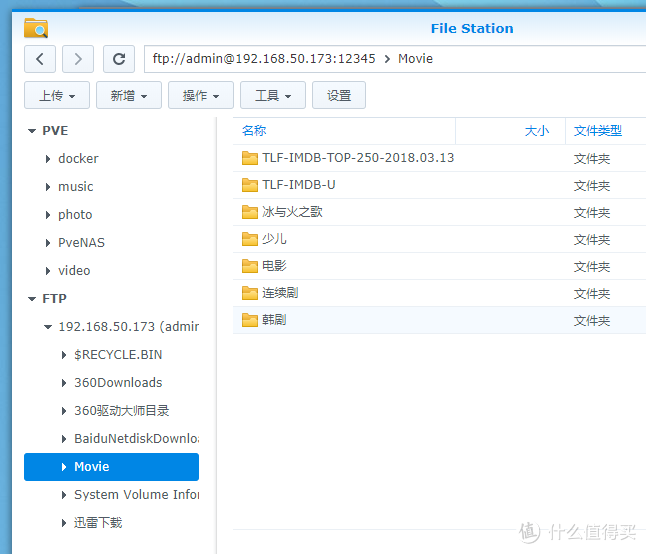 File Station
ftp://admin@192.168.50.173:12345 > Movie
上传 新增 操作 工具 设置
PVE
docker
music
photo
PveNAS
video
FTP
192.168.50.173 (admin
$RECYCLE.BIN
360Downloads
360驱动大师目录
BaiduNetdiskDownloa
Movie
System Volume Infor
迅雷下载
名称 大小 文件类型
TLF-IMDB-TOP-250-2018.03.13 文件夹
TLF-IMDB-U 文件夹
冰与火之歌 文件夹
少儿 文件夹
电影 文件夹
连续剧 文件夹
韩剧 文件夹
值 什么值得买